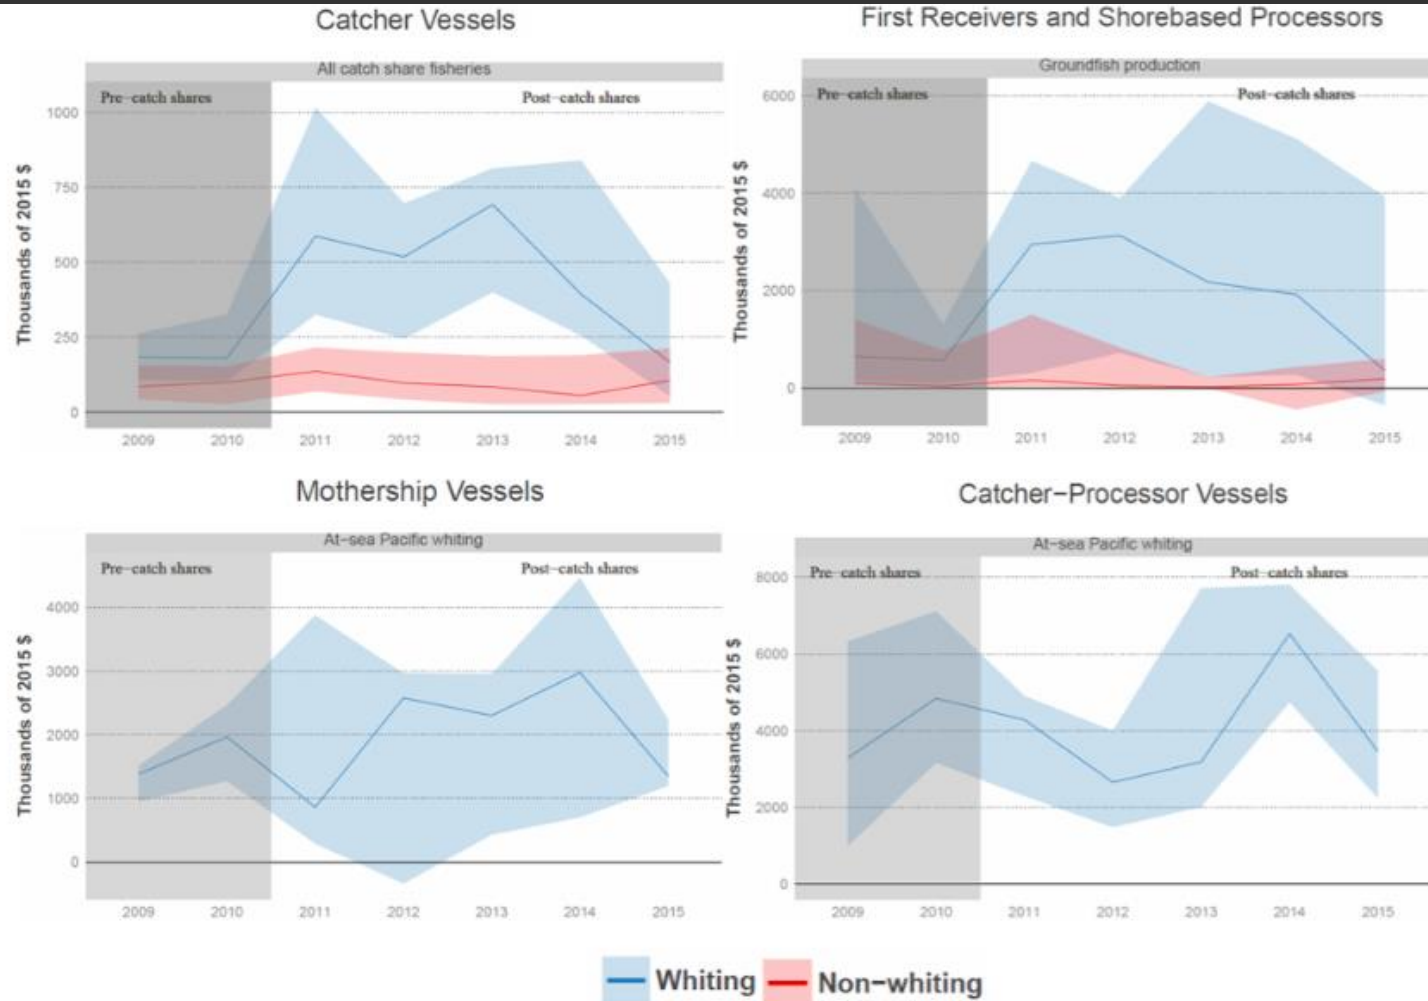 Catcher Vessels
All catch share fisheries
Pre-catch shares
Post-catch shares
Thousands of 2015 $
1000
750
500
250
0
2009 2010 2011 2012 2013 2014 2015
First Receivers and Shorebased Processors
Groundfish production
Pre-catch shares
Post-catch shares
Thousands of 2015 $
6000
4000
2000
0
2009 2010 2011 2012 2013 2014 2015
Mothership Vessels
At-sea Pacific whiting
Pre-catch shares
Post-catch shares
Thousands of 2015 $
4000
3000
2000
1000
0
2009 2010 2011 2012 2013 2014 2015
Catcher-Processor Vessels
At-sea Pacific whiting
Pre-catch shares
Post-catch shares
Thousands of 2015 $
8000
6000
4000
2000
0
2009 2010 2011 2012 2013 2014 2015
Whiting Non-whiting